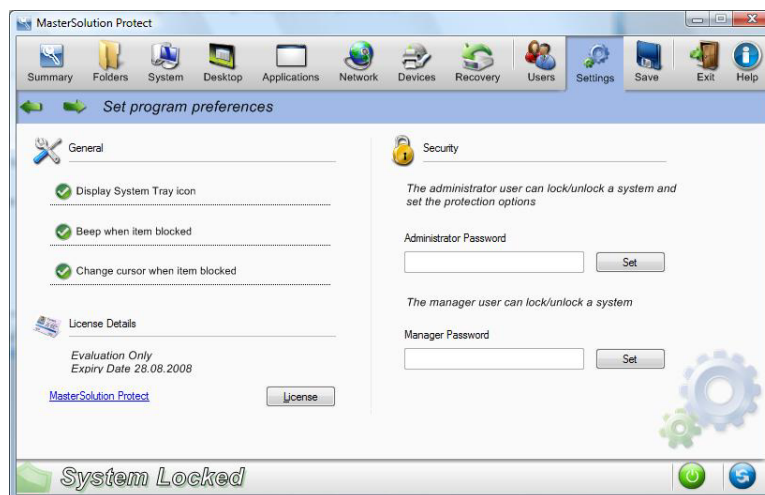 MasterSolution Protect
Summary Folders System Desktop Applications Network Devices Recovery Users Settings Save Exit Help
Set program preferences
General
Display System Tray icon
Beep when item blocked
Change cursor when item blocked
License Details
Evaluation Only
Expiry Date 28.08.2008
MasterSolution Protect
License
Security
The administrator user can lock/unlock a system and
set the protection options
Administrator Password
Set
The manager user can lock/unlock a system
Manager Password
Set
System Locked